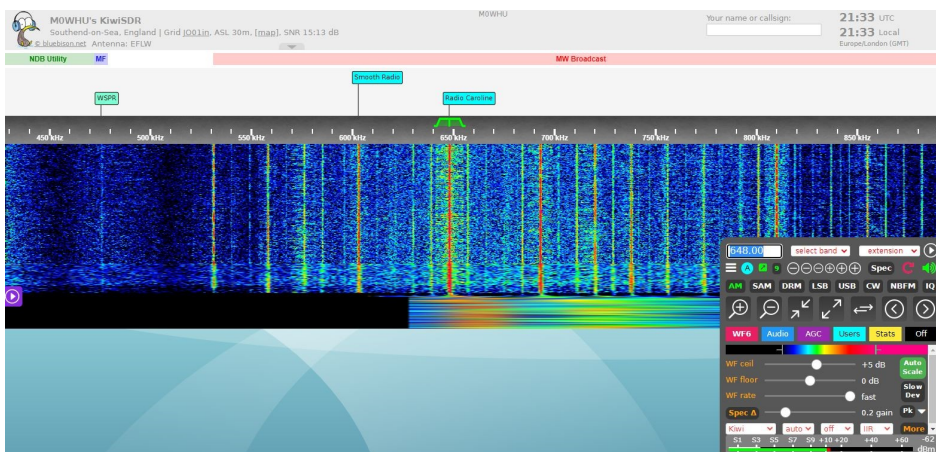 M0WHU's KiwiSDR
M0WHU
Southend-on-Sea, England | Grid JO01in, ASL 30m, [map], SNR 15:13 dB
© bluebison.net Antenna: EFLW
Your name or callsign:
21:33 UTC
21:33 Local
Europe/London (GMT)
NDB Utility MF MW Broadcast
Smooth Radio
WSPR Radio Caroline
450 kHz 500 kHz 550 kHz 600 kHz 650 kHz 700 kHz 750 kHz 800 kHz 850 kHz
648.00 select band extension
A 9 Spec
AM SAM DRM LSB USB CW NBFM IQ
WF6 Audio AGC Users Stats Off
WF ceil +5 dB Auto Scale
WF floor 0 dB
WF rate fast Slow Dev
Spec Δ 0.2 gain Pk
Kiwi auto off IIR More
S1 S3 S5 S7 S9 +10 +20 +40 +60 -62
dBm